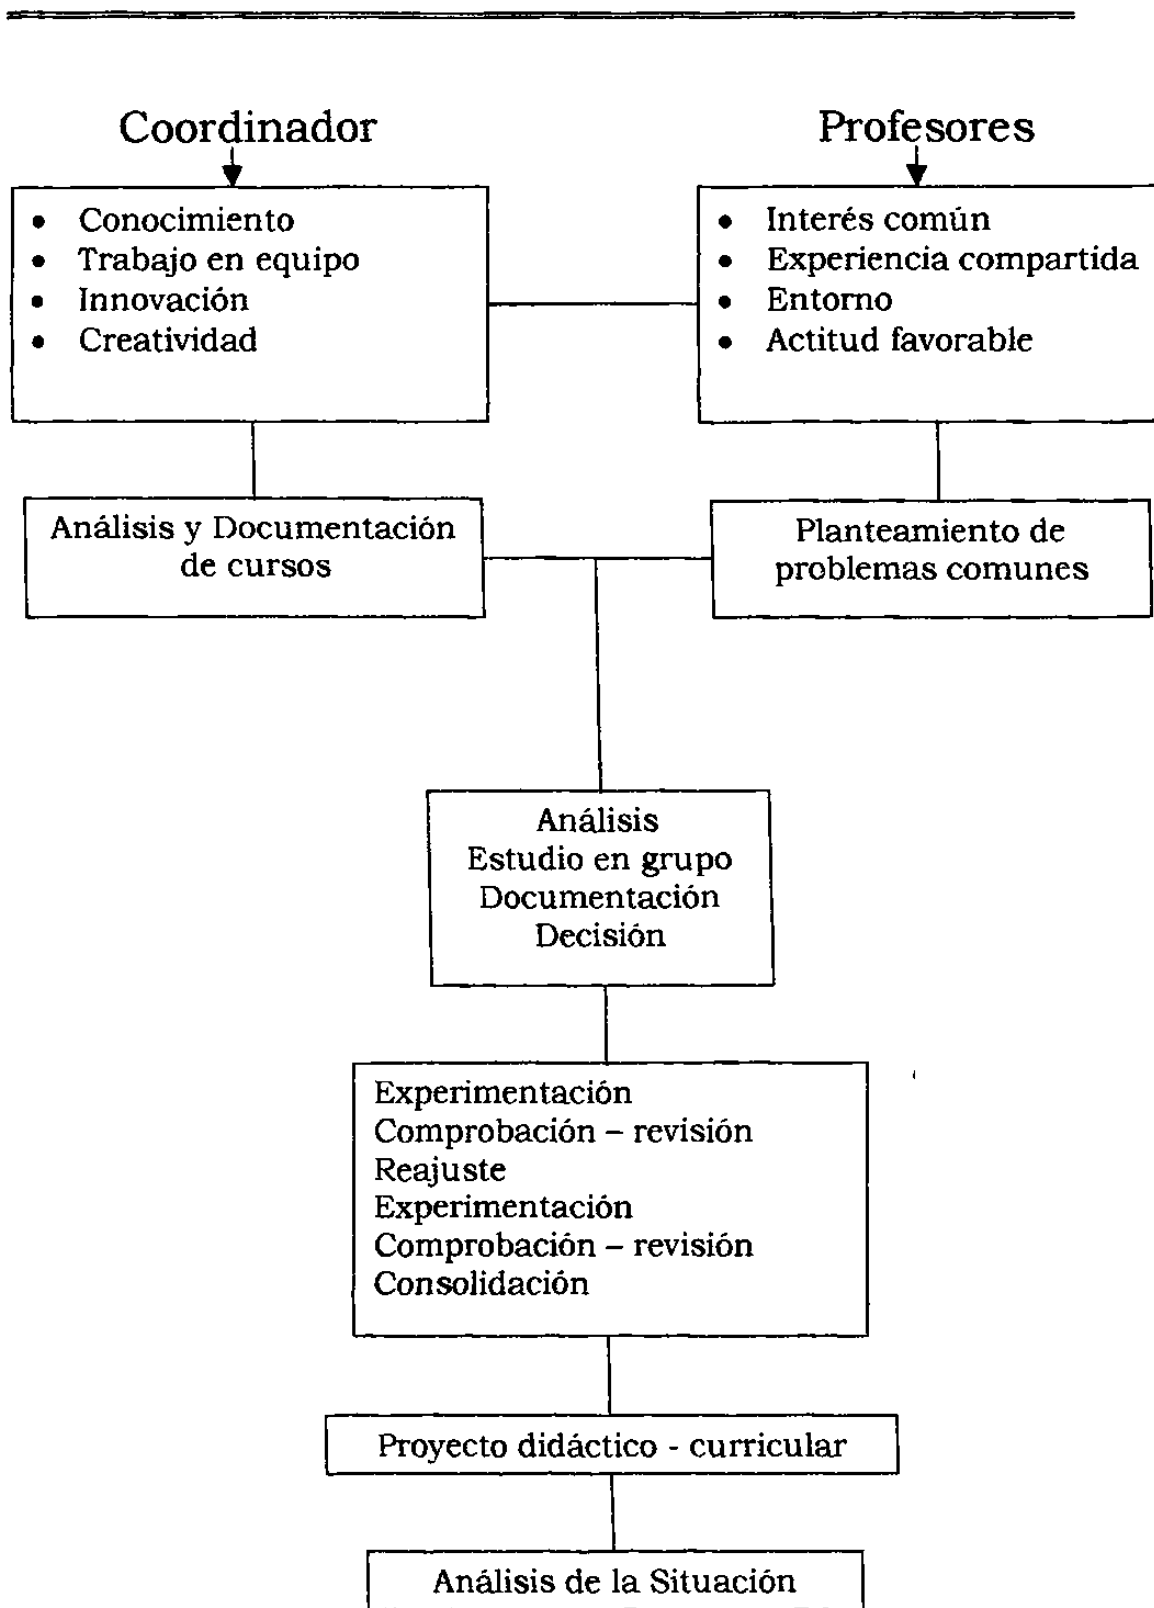 Coordinador
Profesores
• Conocimiento
• Trabajo en equipo
• Innovación
• Creatividad
• Interés común
• Experiencia compartida
• Entorno
• Actitud favorable
Análisis y Documentación
de cursos
Planteamiento de
problemas comunes
Análisis
Estudio en grupo
Documentación
Decisión
Experimentación
Comprobación – revisión
Reajuste
Experimentación
Comprobación – revisión
Consolidación
Proyecto didáctico - curricular
Análisis de la Situación